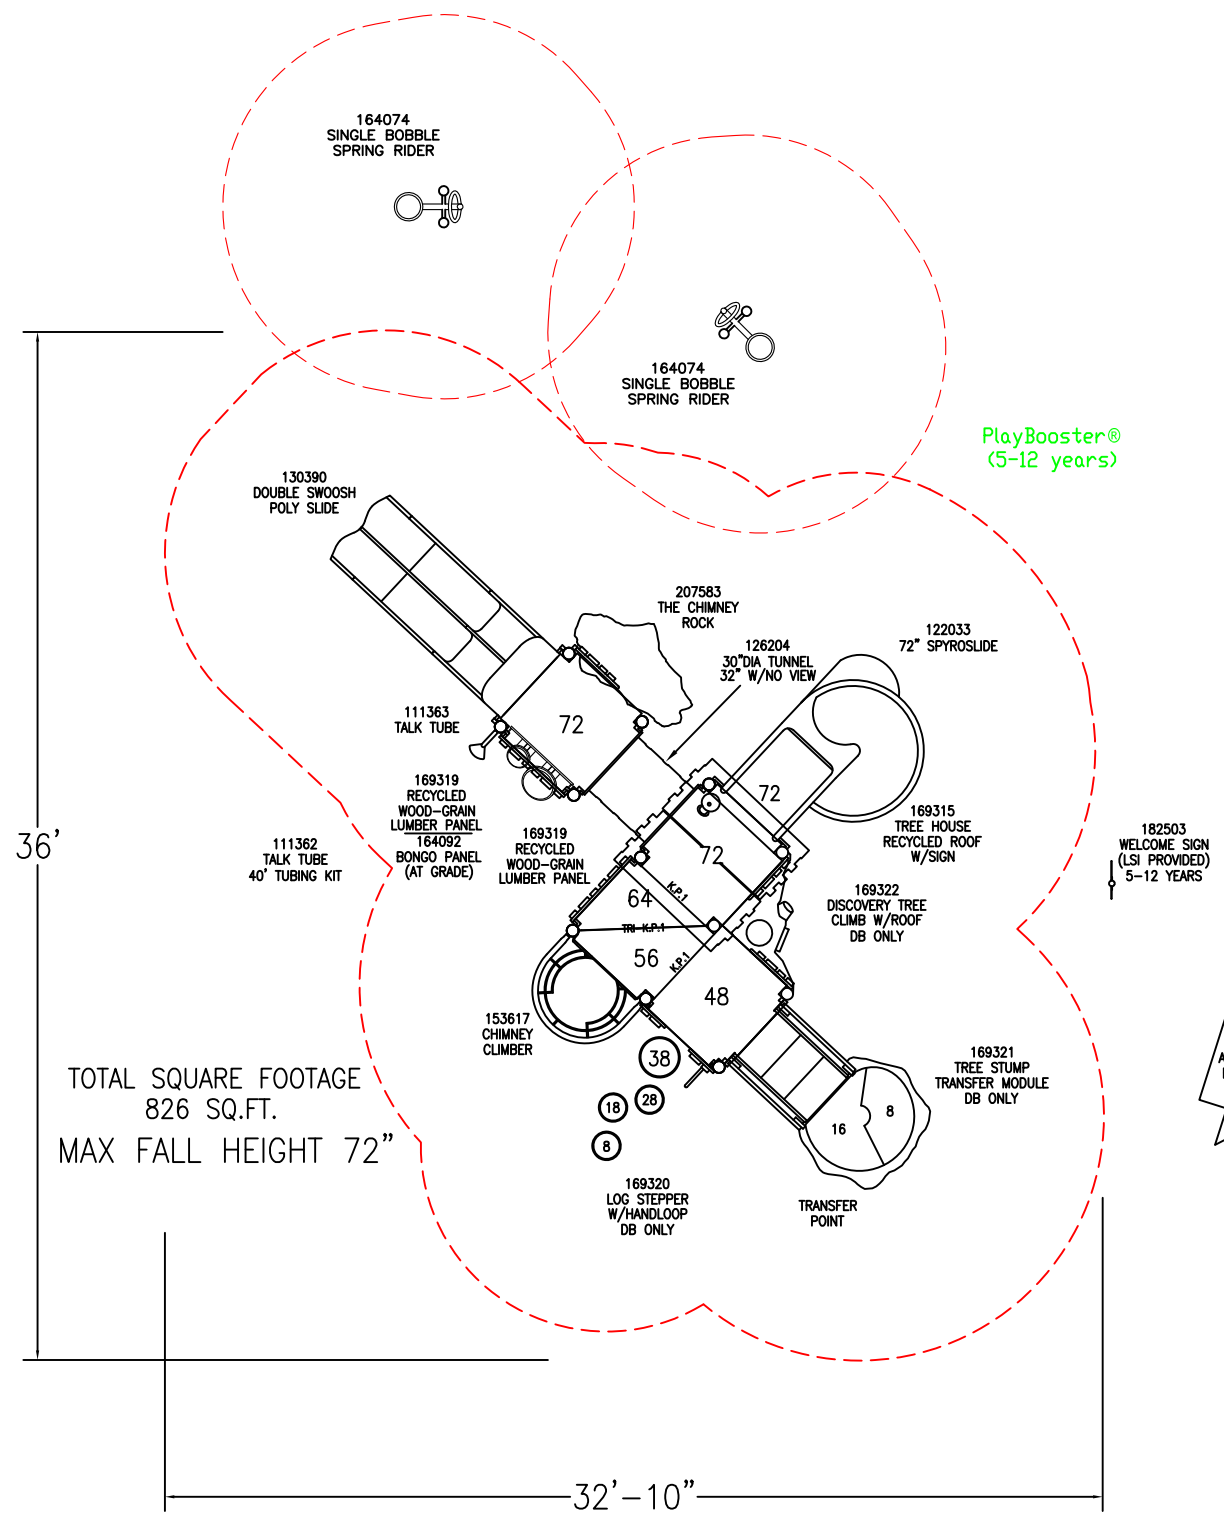 164074
SINGLE BOBBLE
SPRING RIDER
164074
SINGLE BOBBLE
SPRING RIDER
PlayBooster®
(5-12 years)
130390
DOUBLE SWOOSH
POLY SLIDE
207583
THE CHIMNEY
ROCK
126204
30"DIA TUNNEL
32" W/NO VIEW
122033
72" SPYROSLIDE
111363
TALK TUBE
72
72
169319
RECYCLED
WOOD-GRAIN
LUMBER PANEL
164092
BONGO PANEL
(AT GRADE)
169319
RECYCLED
WOOD-GRAIN
LUMBER PANEL
169315
TREE HOUSE
RECYCLED ROOF
W/SIGN
36'
111362
TALK TUBE
40' TUBING KIT
182503
WELCOME SIGN
(LSI PROVIDED)
5-12 YEARS
72
K.P.1
64
TRI K.P.1
56
K.P.1
48
169322
DISCOVERY TREE
CLIMB W/ROOF
DB ONLY
153617
CHIMNEY
CLIMBER
38
28
18
8
169321
TREE STUMP
TRANSFER MODULE
DB ONLY
16
8
TOTAL SQUARE FOOTAGE
826 SQ.FT.
MAX FALL HEIGHT 72"
169320
LOG STEPPER
W/HANDLOOP
DB ONLY
TRANSFER
POINT
32'-10"